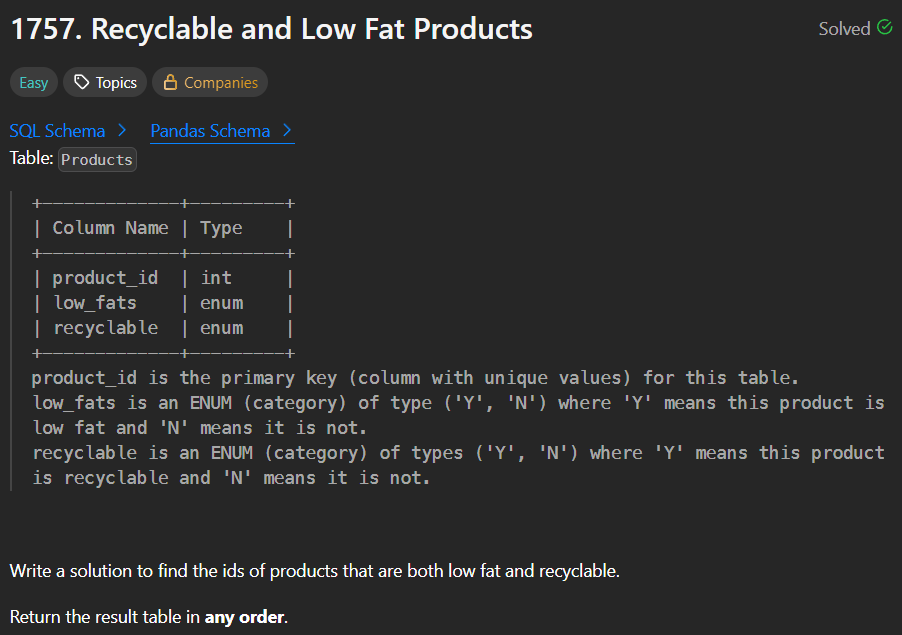 1757. Recyclable and Low Fat Products
Solved
Easy Topics Companies
SQL Schema > Pandas Schema >
Table: Products
+-------------+---------+
| Column Name | Type    |
+-------------+---------+
| product_id  | int     |
| low_fats    | enum    |
| recyclable  | enum    |
+-------------+---------+
product_id is the primary key (column with unique values) for this table.
low_fats is an ENUM (category) of type ('Y', 'N') where 'Y' means this product is
low fat and 'N' means it is not.
recyclable is an ENUM (category) of types ('Y', 'N') where 'Y' means this product
is recyclable and 'N' means it is not.
Write a solution to find the ids of products that are both low fat and recyclable.
Return the result table in any order.